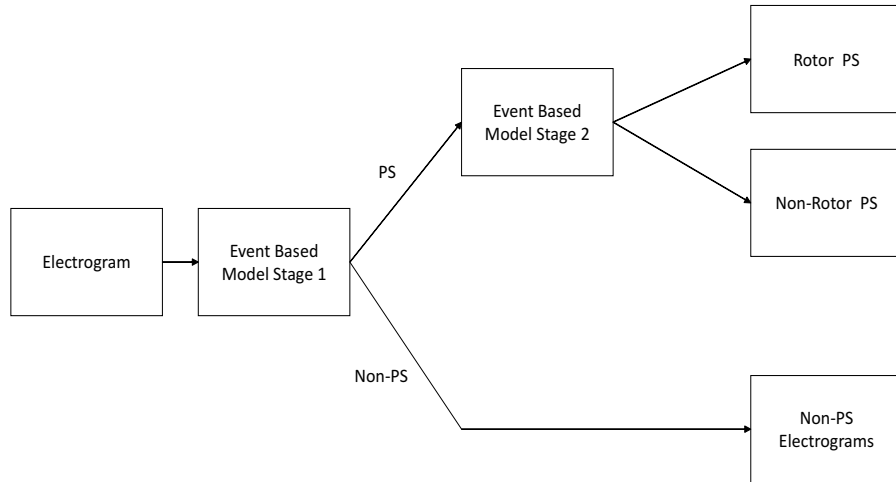 Electrogram
Event Based
Model Stage 1
PS
Non-PS
Event Based
Model Stage 2
Rotor PS
Non-Rotor PS
Non-PS
Electrograms